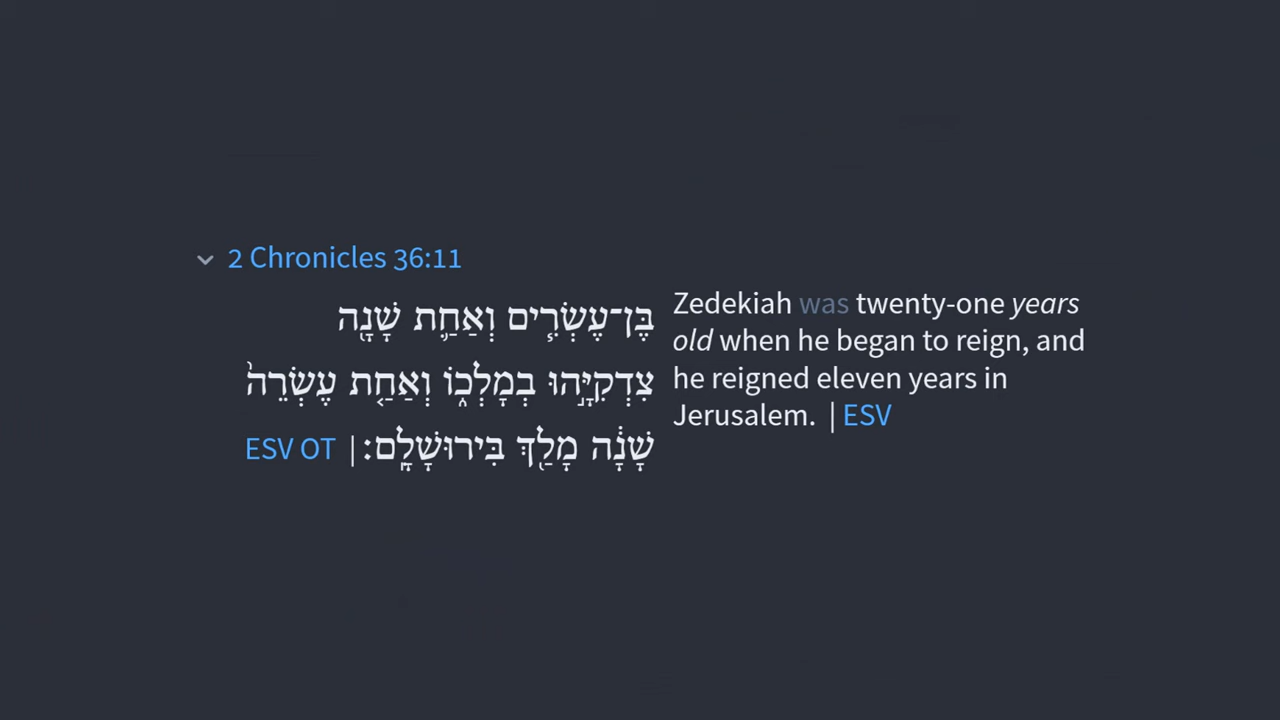 2 Chronicles 36:11
בֶּן־עֶשְׂרִ֧ים וְאַחַ֛ת שָׁנָ֖ה
צִדְקִיָּ֣הוּ בְמָלְכ֑וֹ וְאַחַ֤ת עֶשְׂרֵה֙
שָׁנָ֔ה מָלַ֖ךְ בִּירוּשָׁלִָֽם׃ | ESV OT
Zedekiah was twenty-one years
old when he began to reign, and
he reigned eleven years in
Jerusalem. | ESV